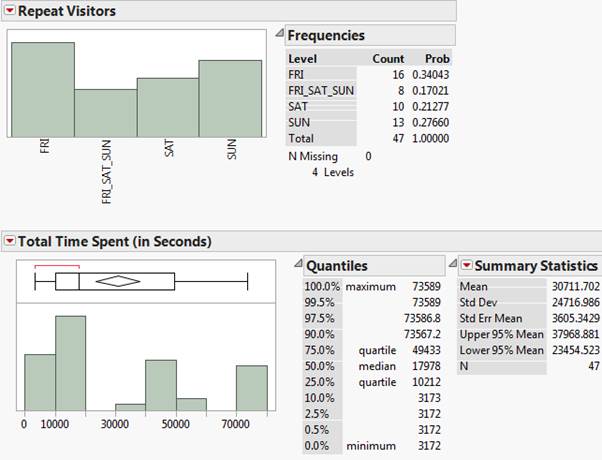 Repeat Visitors
Frequencies
Level Count Prob
FRI 16 0.34043
FRI_SAT_SUN 8 0.17021
SAT 10 0.21277
SUN 13 0.27660
Total 47 1.00000
N Missing 0
4 Levels
FRI FRI_SAT_SUN SAT SUN
Total Time Spent (in Seconds)
Quantiles
100.0% maximum 73589
99.5% 73589
97.5% 73586.8
90.0% 73567.2
75.0% quartile 49433
50.0% median 17978
25.0% quartile 10212
10.0% 3173
2.5% 3172
0.5% 3172
0.0% minimum 3172
Summary Statistics
Mean 30711.702
Std Dev 24716.986
Std Err Mean 3605.3429
Upper 95% Mean 37968.881
Lower 95% Mean 23454.523
N 47
0 10000 30000 50000 70000